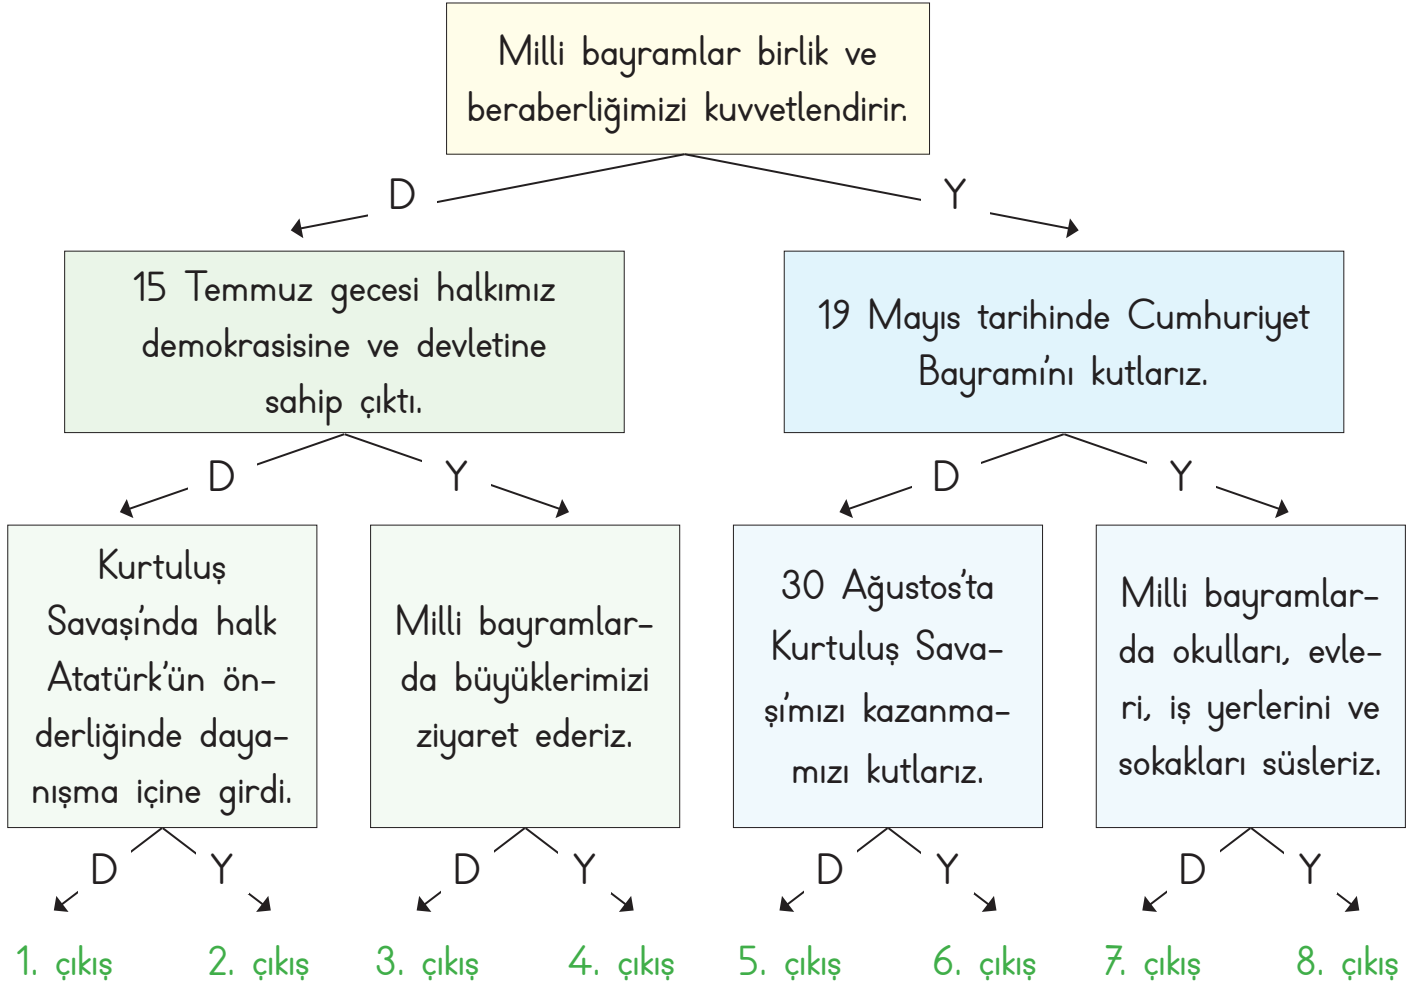 Milli bayramlar birlik ve
beraberliğimizi kuvvetlendirir.
D
Y
15 Temmuz gecesi halkımız
demokrasisine ve devletine
sahip çıktı.
19 Mayıs tarihinde Cumhuriyet
Bayramı'nı kutlarız.
D
Y
D
Y
Kurtuluş
Savaşı'nda halk
Atatürk'ün ön-
derliğinde daya-
nışma içine girdi.
Milli bayramlar-
da büyüklerimizi
ziyaret ederiz.
30 Ağustos'ta
Kurtuluş Sava-
şı'mızı kazanma-
mızı kutlarız.
Milli bayramlar-
da okulları, evle-
ri, iş yerlerini ve
sokakları süsleriz.
D
Y
D
Y
D
Y
D
Y
1. çıkış
2. çıkış
3. çıkış
4. çıkış
5. çıkış
6. çıkış
7. çıkış
8. çıkış